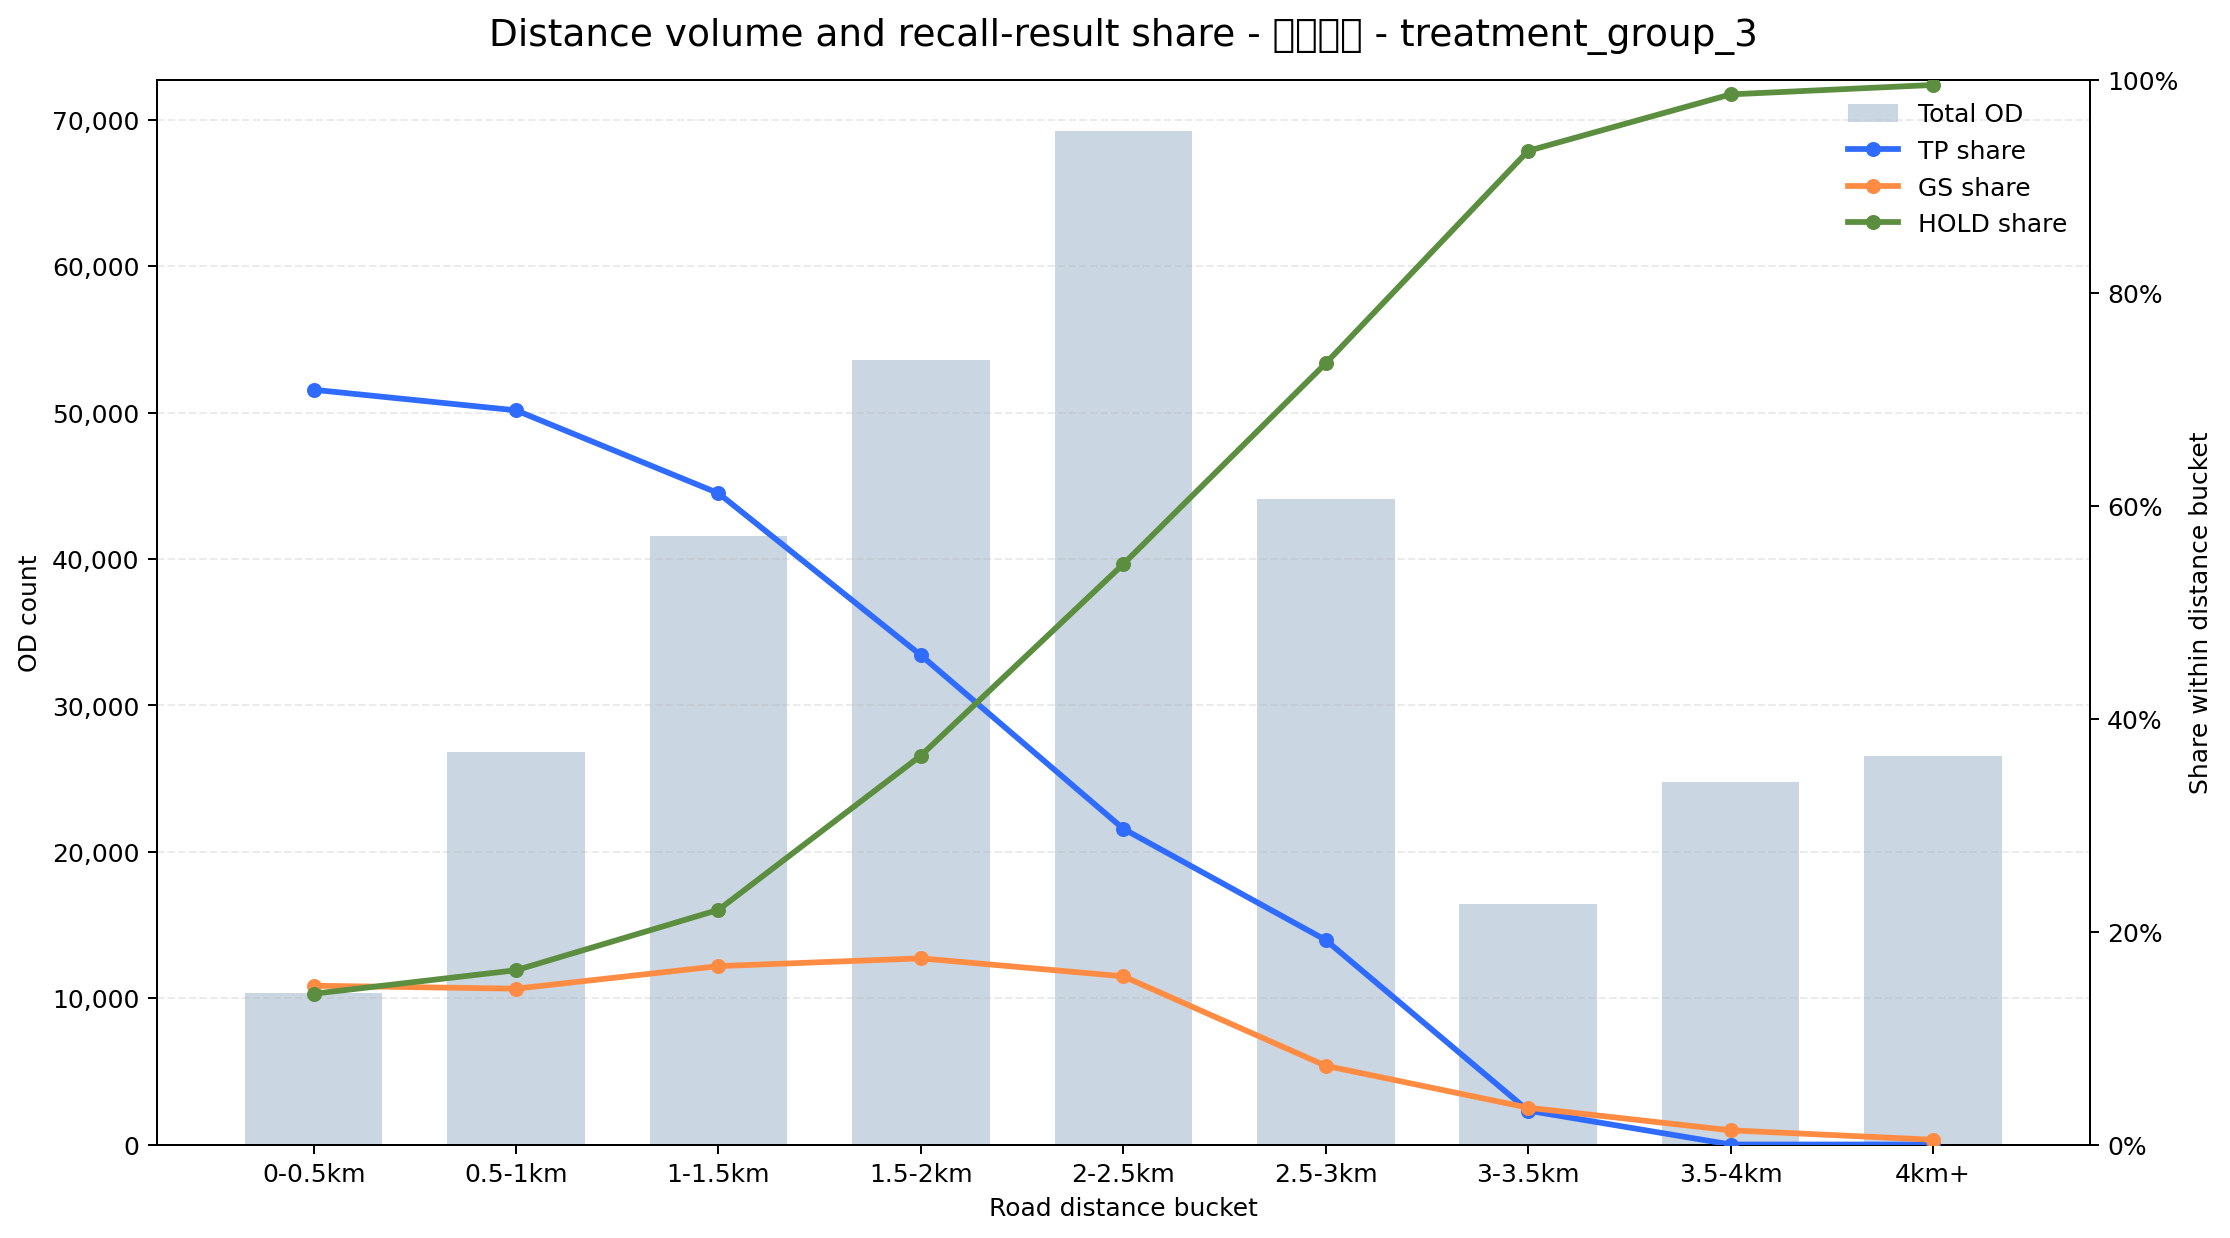 Distance volume and recall-result share - □□□□ - treatment_group_3
70,000
60,000
50,000
40,000
30,000
20,000
10,000
0
OD count
100%
80%
60%
40%
20%
0%
Share within distance bucket
Total OD
TP share
GS share
HOLD share
0-0.5km
0.5-1km
1-1.5km
1.5-2km
2-2.5km
2.5-3km
3-3.5km
3.5-4km
4km+
Road distance bucket